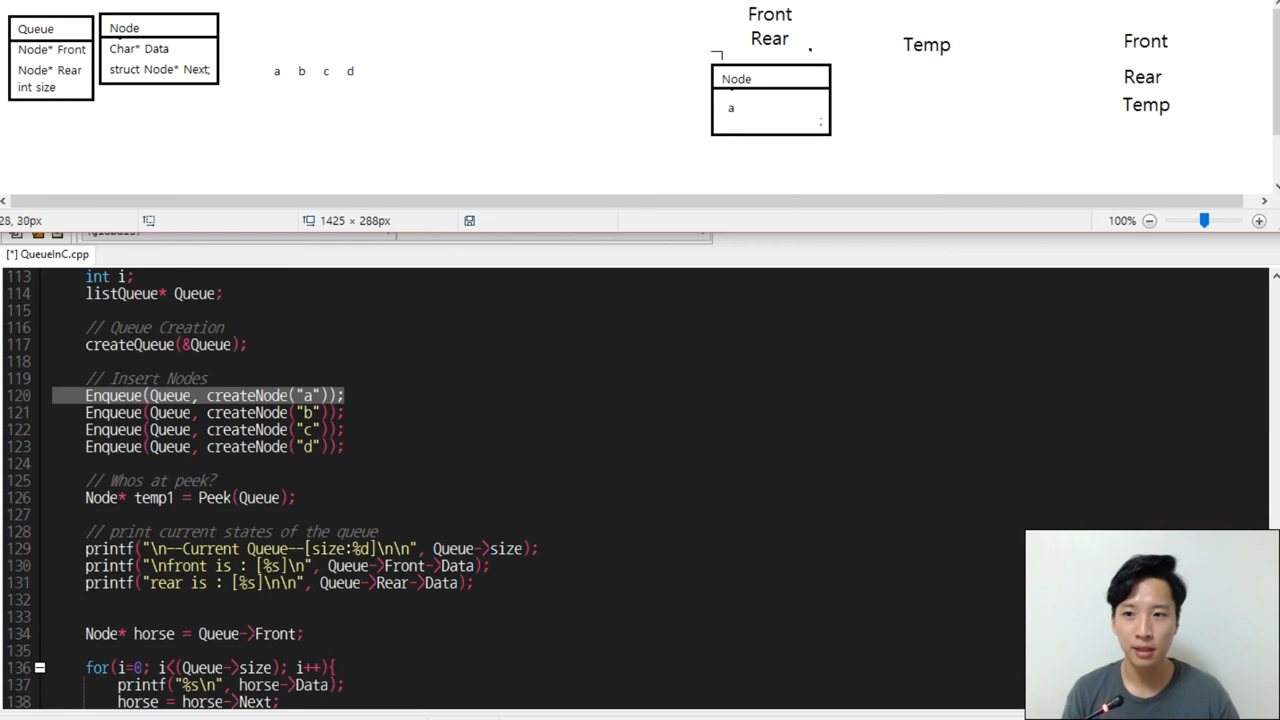 Queue
Node* Front
Node* Rear
int size
Node
Char* Data
struct Node* Next;
a b c d
Front
Rear
Node
a
;
Temp
Front
Rear
Temp
28, 39px
1425 × 288px
100%
[*] QueueInC.cpp
113 int i;
114 listQueue* Queue;
115
116 // Queue Creation
117 createQueue(&Queue);
118
119 // Insert Nodes
120 Enqueue(Queue, createNode("a"));
121 Enqueue(Queue, createNode("b"));
122 Enqueue(Queue, createNode("c"));
123 Enqueue(Queue, createNode("d"));
124
125 // Whos at peek?
126 Node* temp1 = Peek(Queue);
127
128 // print current states of the queue
129 printf("\n--Current Queue--[size:%d]\n\n", Queue->size);
130 printf("\nfront is : [%s]\n", Queue->Front->Data);
131 printf("rear is : [%s]\n\n", Queue->Rear->Data);
132
133
134 Node* horse = Queue->Front;
135
136 for(i=0; i<(Queue->size); i++){
137 printf("%s\n", horse->Data);
138 horse = horse->Next;